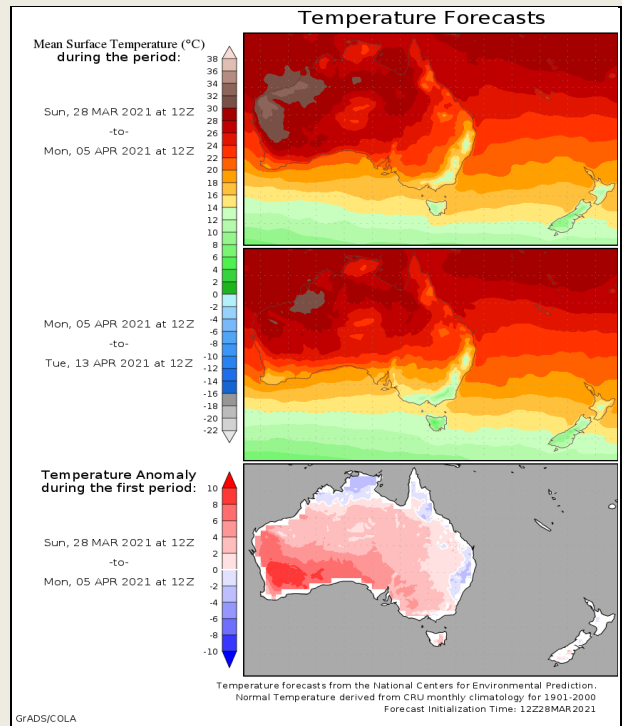 Temperature Forecasts
Mean Surface Temperature (°C)
during the period:
38
36
34
32
30
28
26
24
22
20
18
16
14
12
10
8
6
4
2
0
-2
-4
-6
-8
-10
-12
-14
-16
-18
-20
-22
Sun, 28 MAR 2021 at 12Z
-to-
Mon, 05 APR 2021 at 12Z
Mon, 05 APR 2021 at 12Z
-to-
Tue, 13 APR 2021 at 12Z
Temperature Anomaly
during the first period:
10
8
6
4
2
0
-2
-4
-6
-8
-10
Sun, 28 MAR 2021 at 12Z
-to-
Mon, 05 APR 2021 at 12Z
Temperature forecasts from the National Centers for Environmental Prediction.
Normal Temperature derived from CRU monthly climatology for 1901-2000
Forecast Initialization Time: 12Z28MAR2021
GrADS/COLA